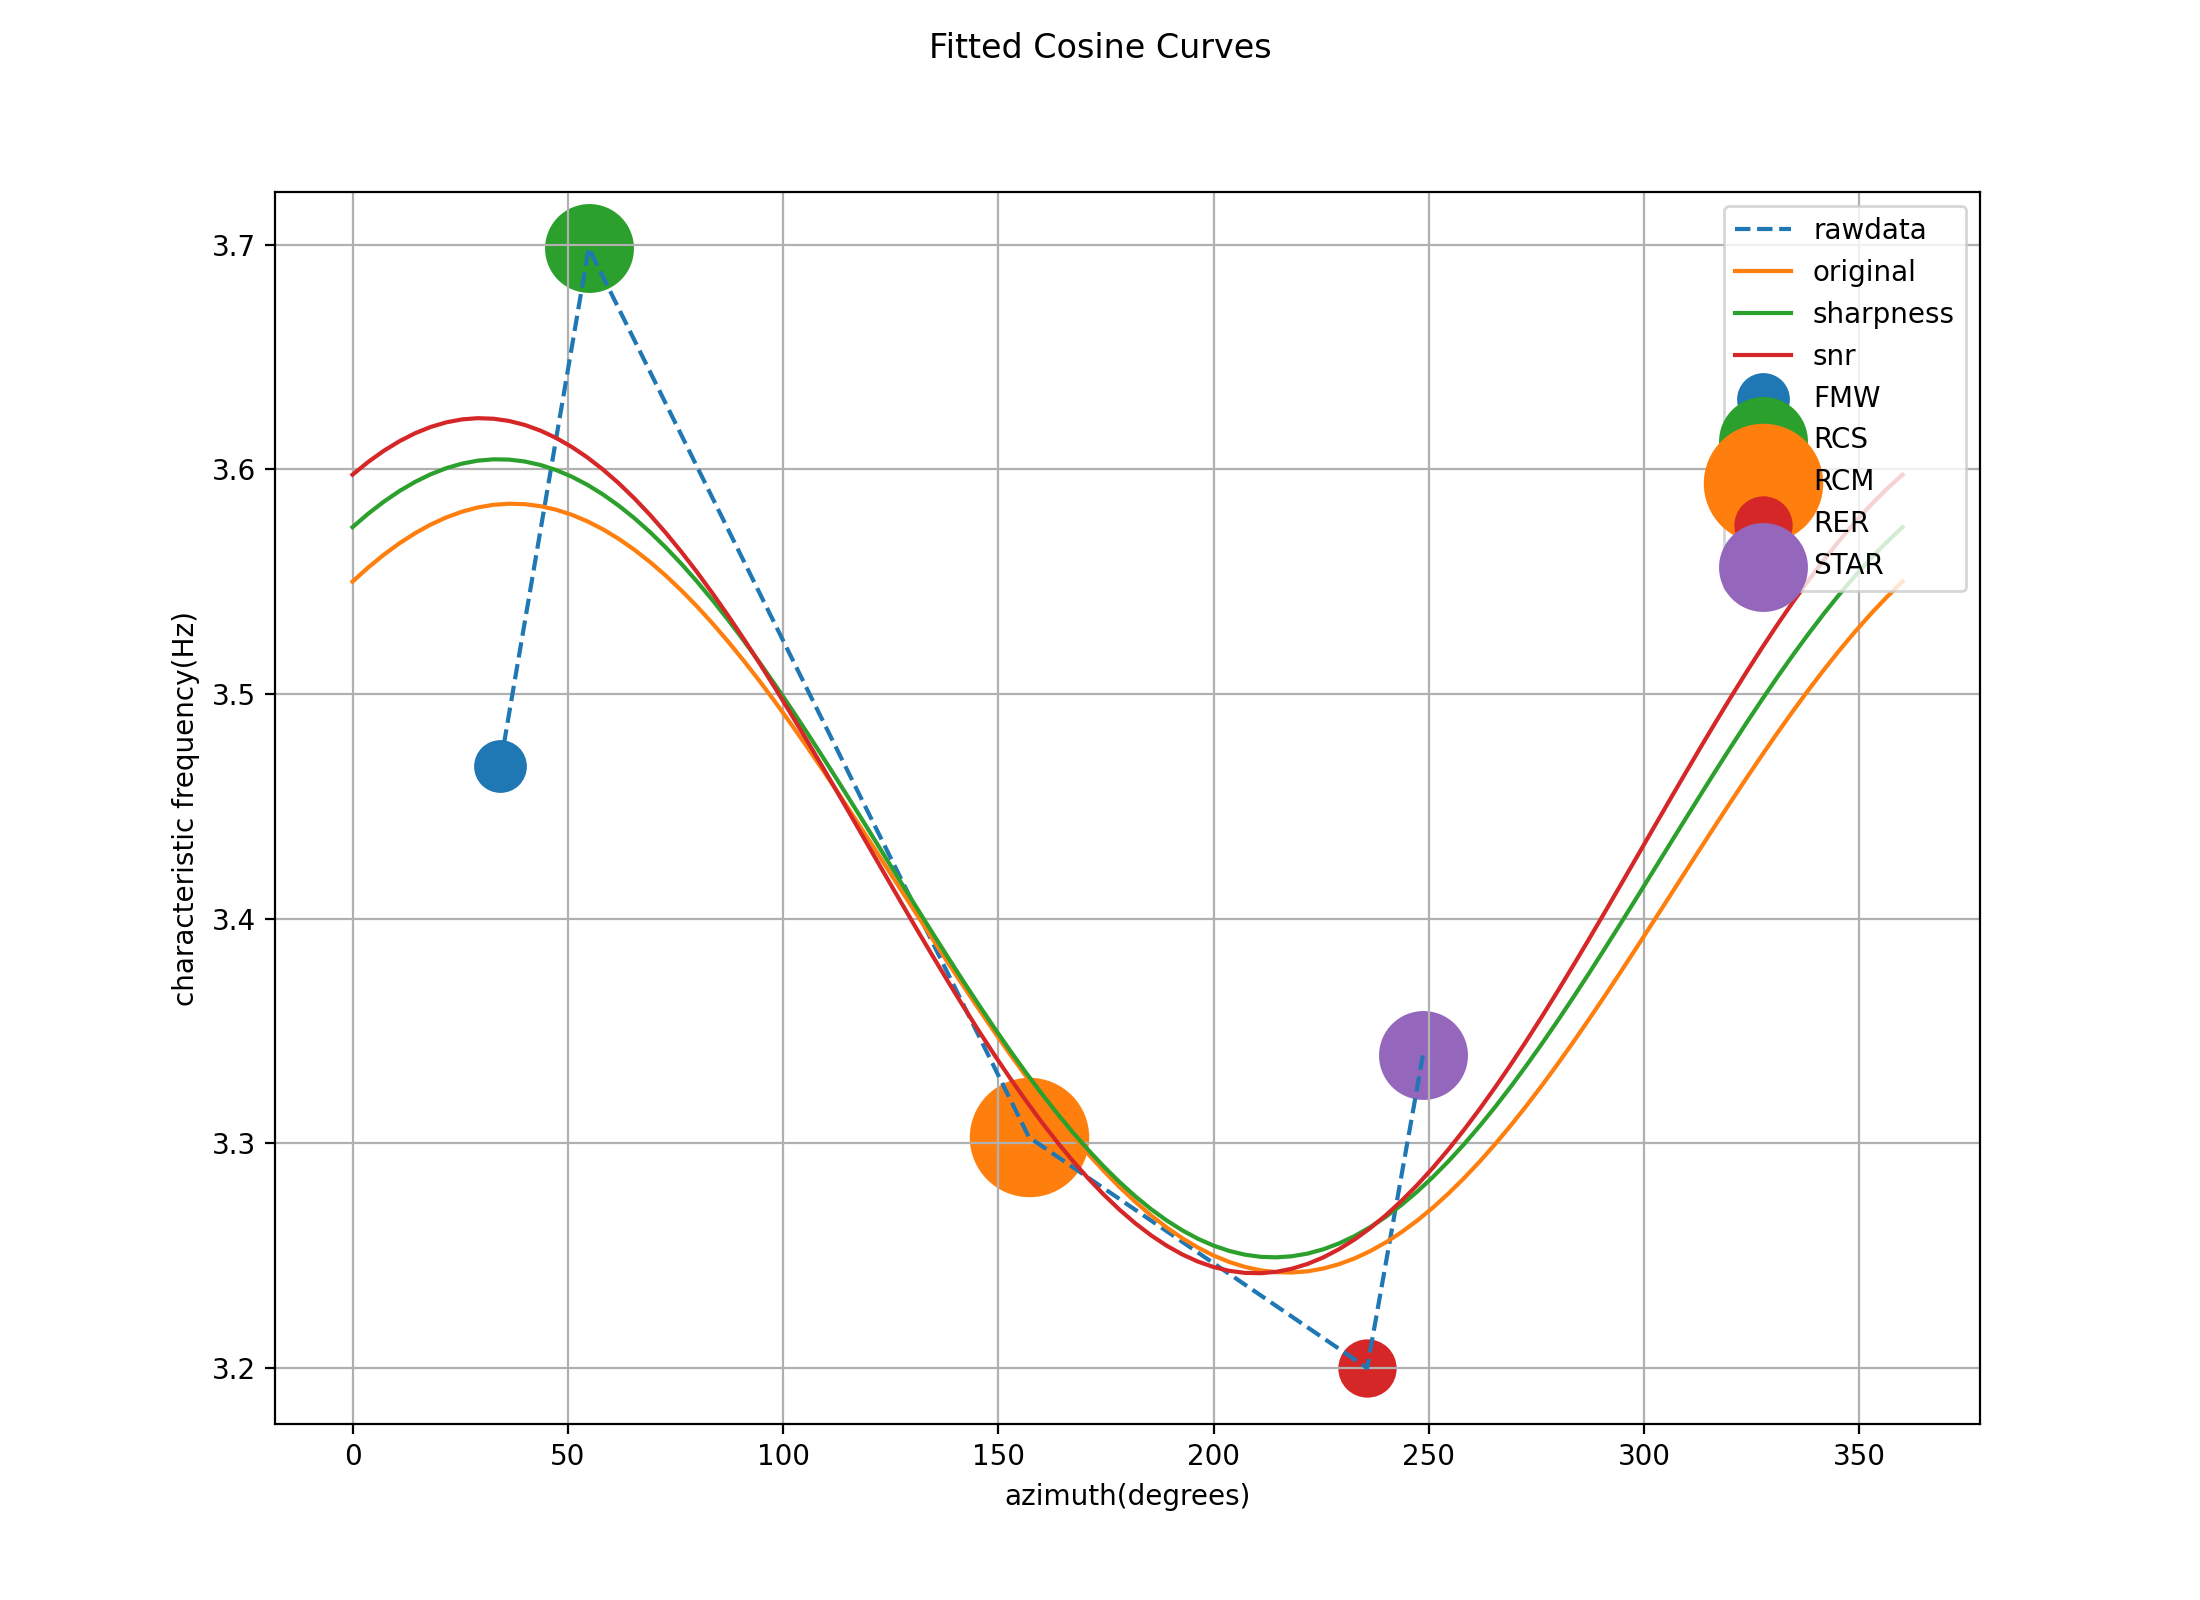 Fitted Cosine Curves
3.7
3.6
3.5
3.4
3.3
3.2
characteristic frequency(Hz)
0 50 100 150 200 250 300 350
azimuth(degrees)
rawdata
original
sharpness
snr
FMW
RCS
RCM
RER
STAR